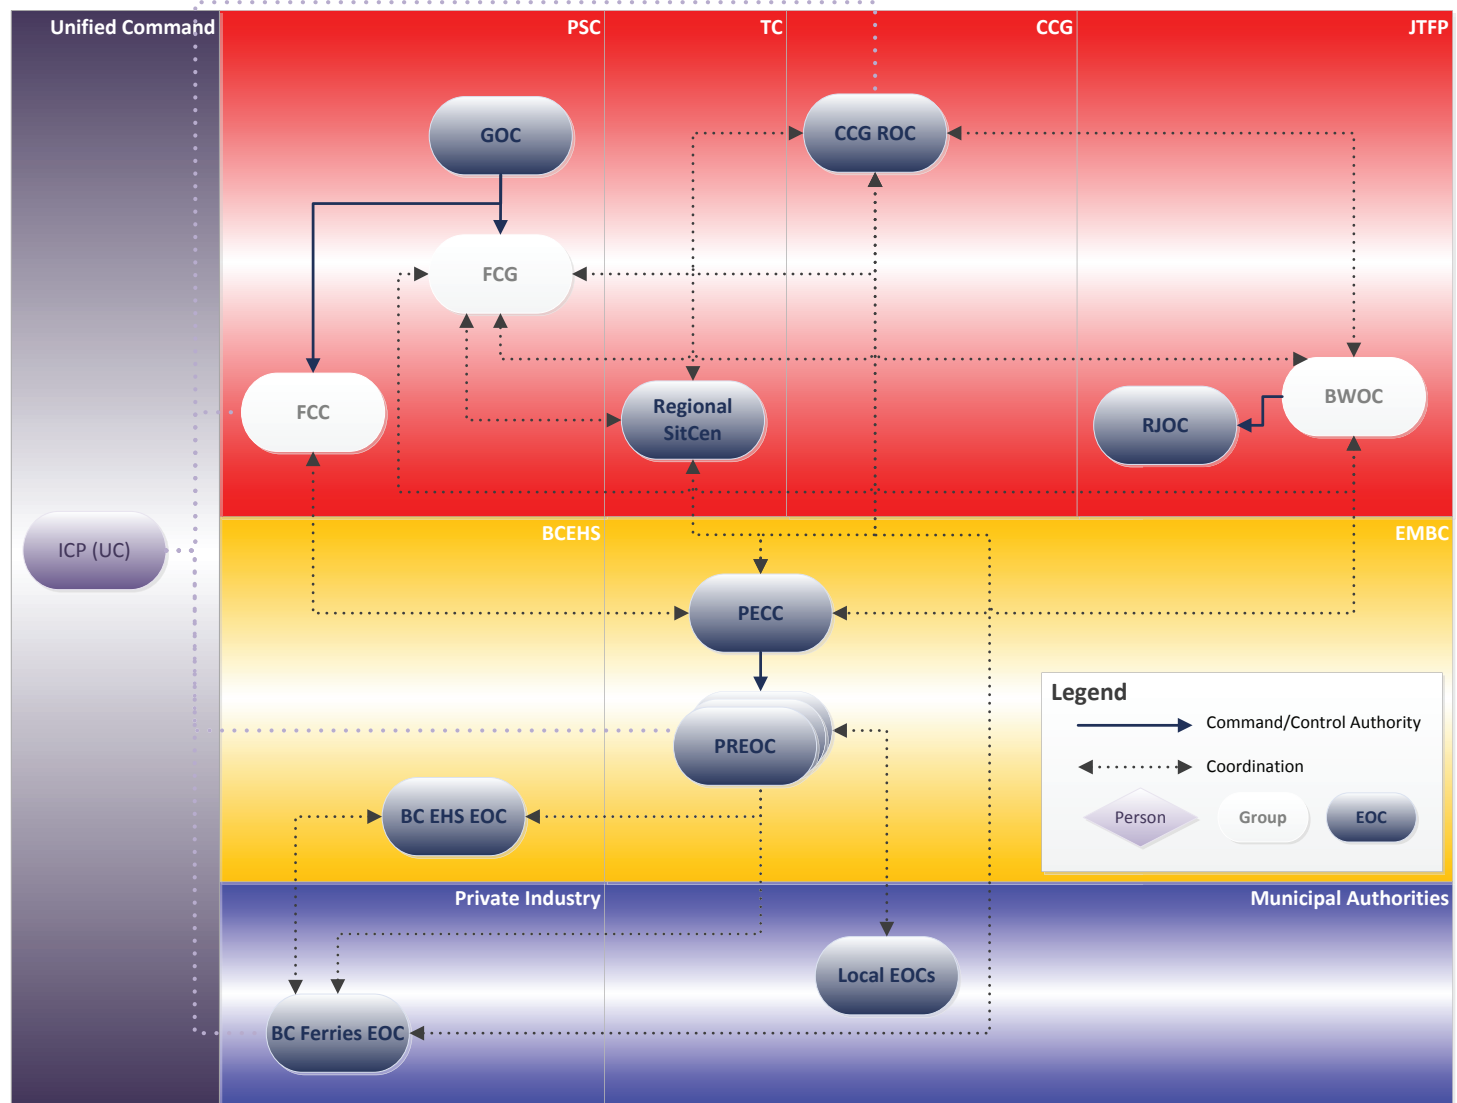 Unified Command
PSC
TC
CCG
JTFP
GOC
CCG ROC
FCG
FCC
Regional
SitCen
RJOC
BWOC
ICP (UC)
BCEHS
EMBC
PECC
PREOC
BC EHS EOC
Legend
Command/Control Authority
Coordination
Person
Group
EOC
Private Industry
Municipal Authorities
Local EOCs
BC Ferries EOC